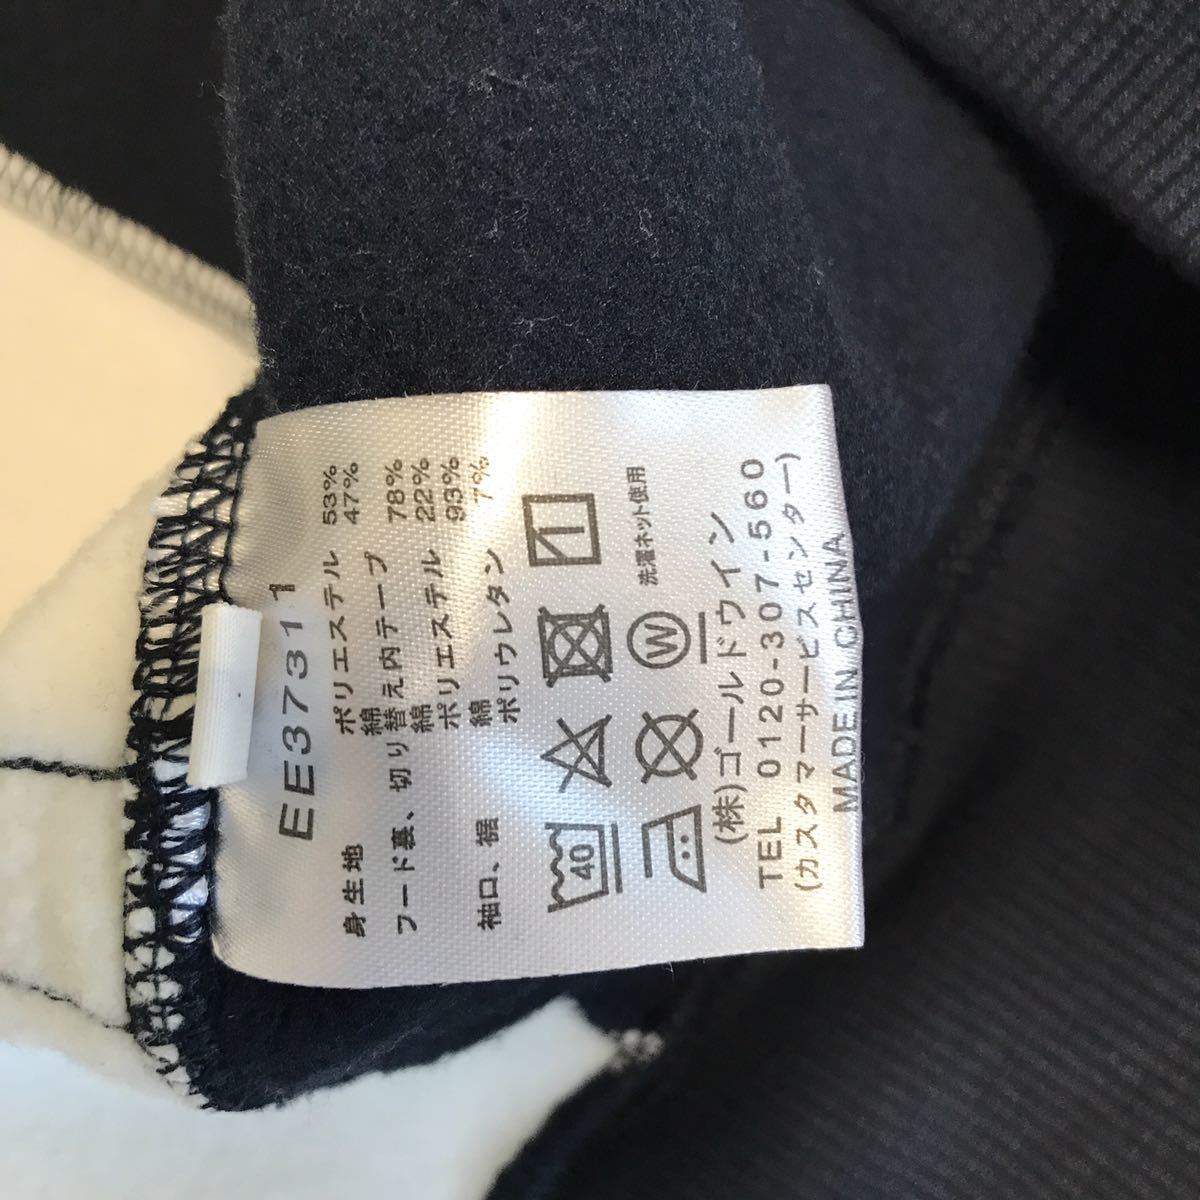 EE37311
身生地 ポリエステル 53%
綿 47%
フード裏、切り替え内テープ
綿 78%
ポリエステル 22%
袖口、裾 綿 93%
ポリウレタン 7%
40
W
洗濯ネット使用
(株)ゴールドウイン
TEL 0120-307-560
(カスタマーサービスセンター)
MADE IN CHINA